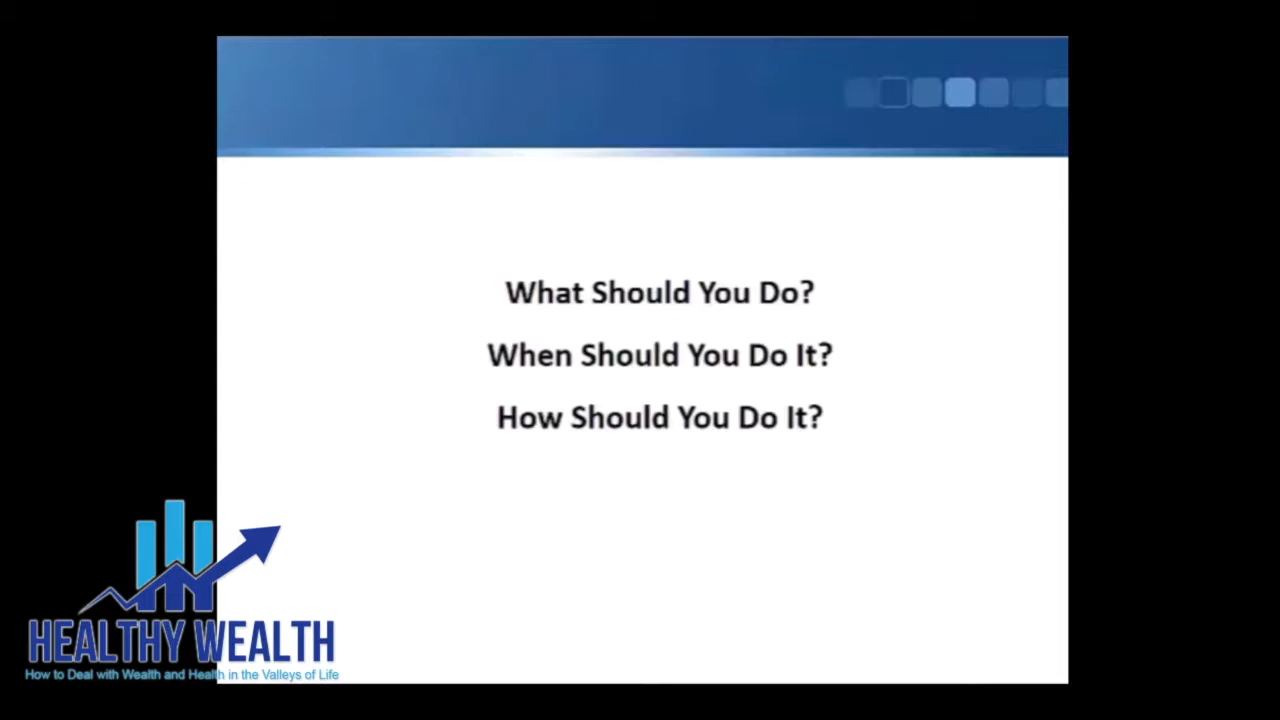 What Should You Do?
When Should You Do It?
How Should You Do It?
HEALTHY WEALTH
How to Deal with Wealth and Health in the Valleys of Life